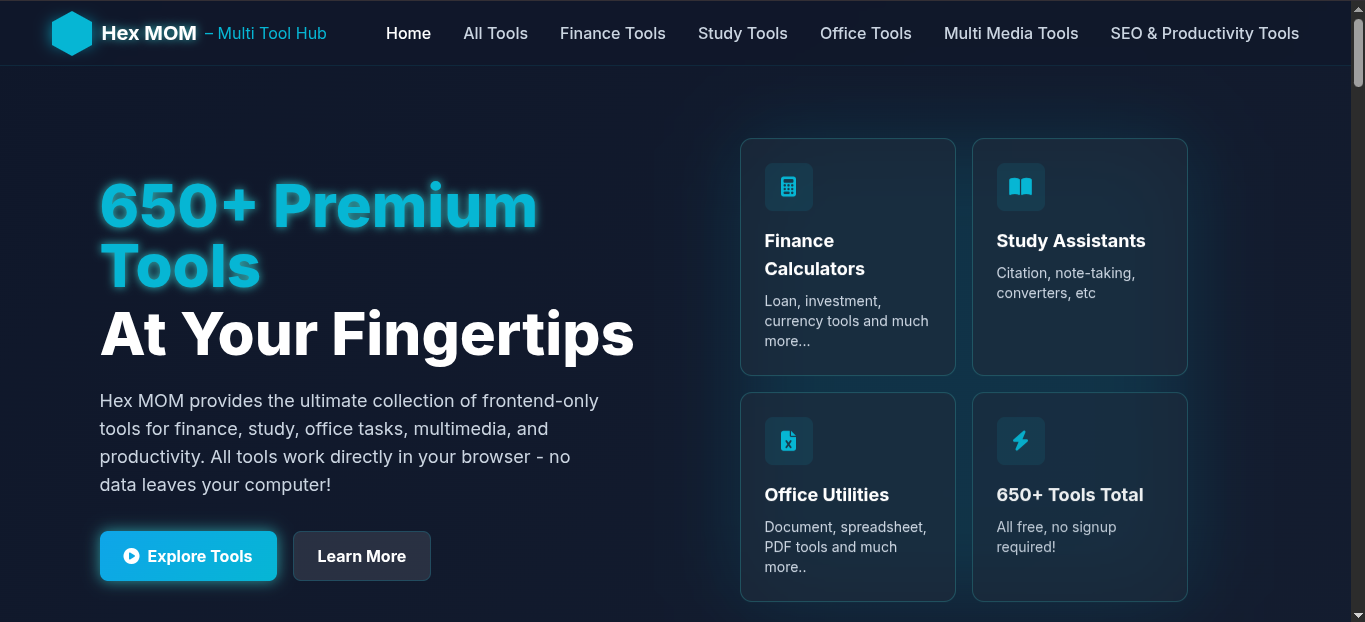 Hex MOM – Multi Tool Hub
Home
All Tools
Finance Tools
Study Tools
Office Tools
Multi Media Tools
SEO & Productivity Tools
650+ Premium
Tools
At Your Fingertips
Hex MOM provides the ultimate collection of frontend-only
tools for finance, study, office tasks, multimedia, and
productivity. All tools work directly in your browser - no
data leaves your computer!
Explore Tools
Learn More
Finance
Calculators
Loan, investment,
currency tools and much
more...
Study Assistants
Citation, note-taking,
converters, etc
Office Utilities
Document, spreadsheet,
PDF tools and much
more..
650+ Tools Total
All free, no signup
required!